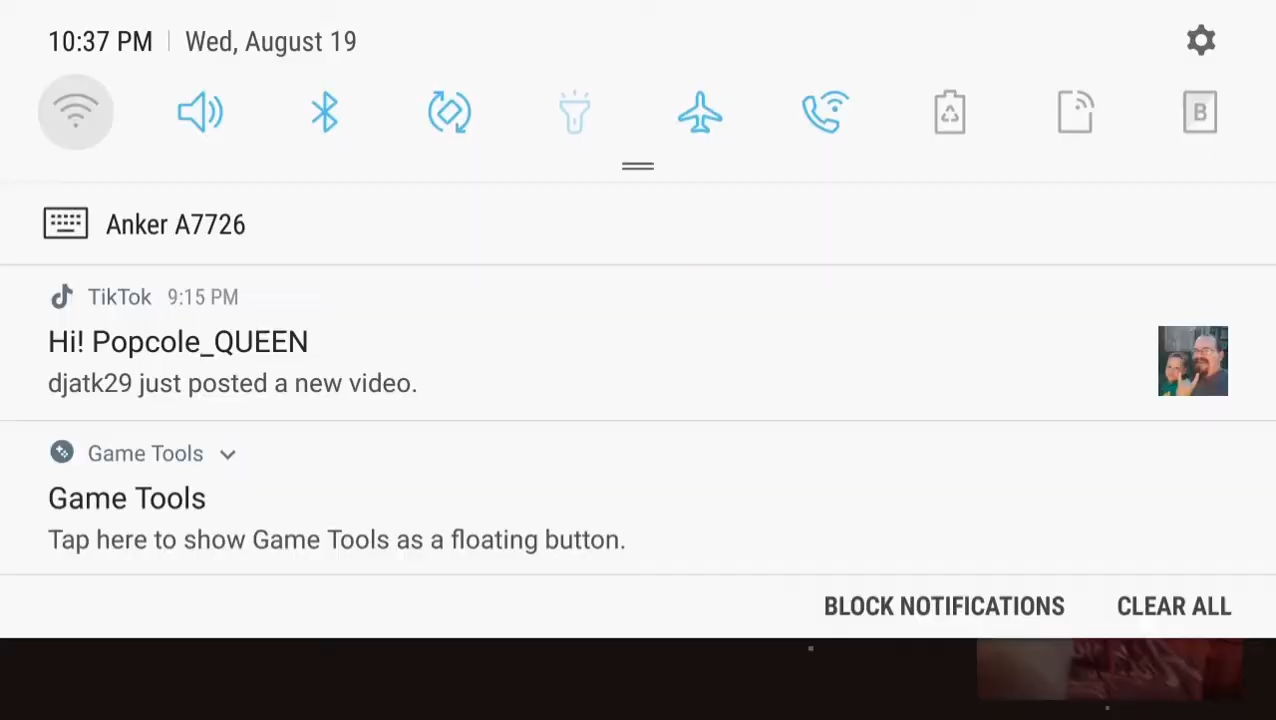 10:37 PM | Wed, August 19
B
Anker A7726
TikTok 9:15 PM
Hi! Popcole_QUEEN
djatk29 just posted a new video.
Game Tools
Game Tools
Tap here to show Game Tools as a floating button.
BLOCK NOTIFICATIONS CLEAR ALL